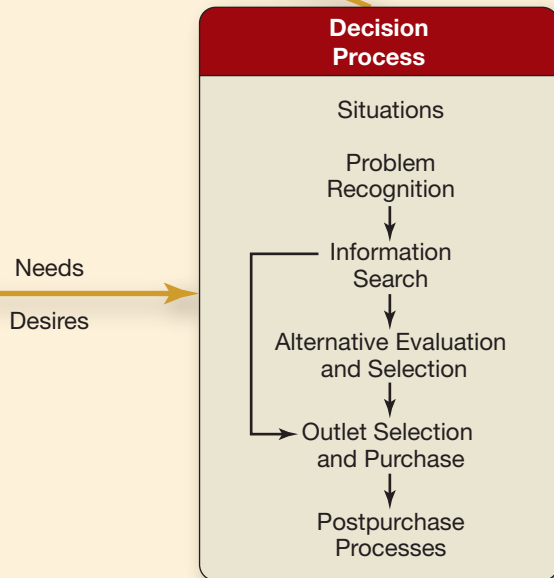 Decision
Process
Situations
Problem
Recognition
Information
Search
Needs
Desires
Alternative Evaluation
and Selection
Outlet Selection
and Purchase
Postpurchase
Processes